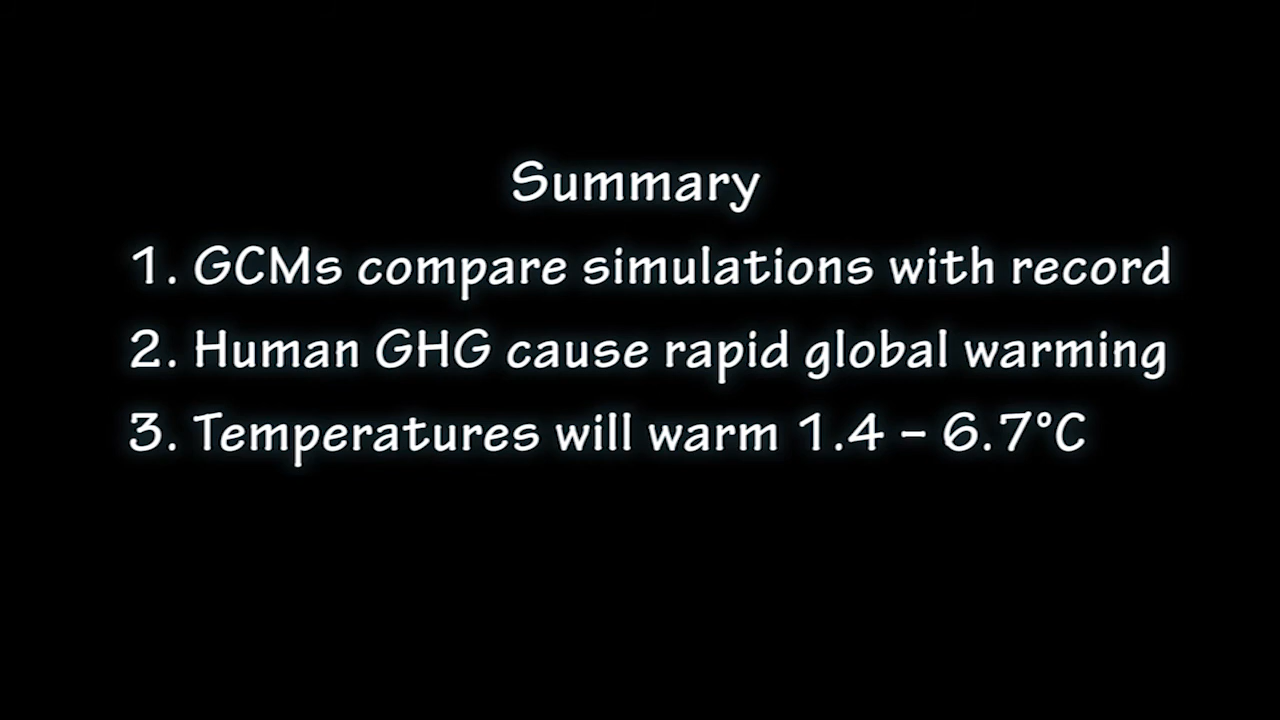 Summary
1. GCMs compare simulations with record
2. Human GHG cause rapid global warming
3. Temperatures will warm 1.4 – 6.7°C